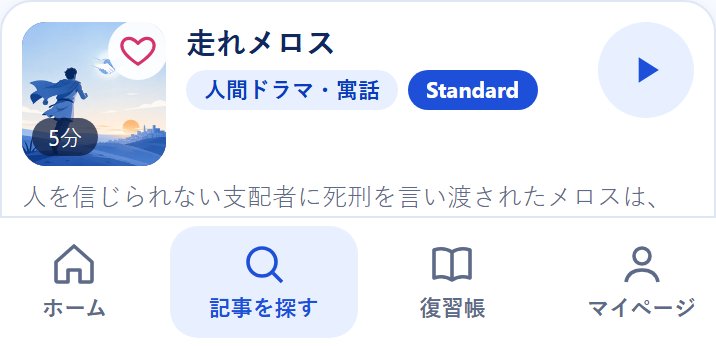 走れメロス
人間ドラマ・寓話 Standard
5分
人を信じられない支配者に死刑を言い渡されたメロスは、
ホーム 記事を探す 復習帳 マイページ